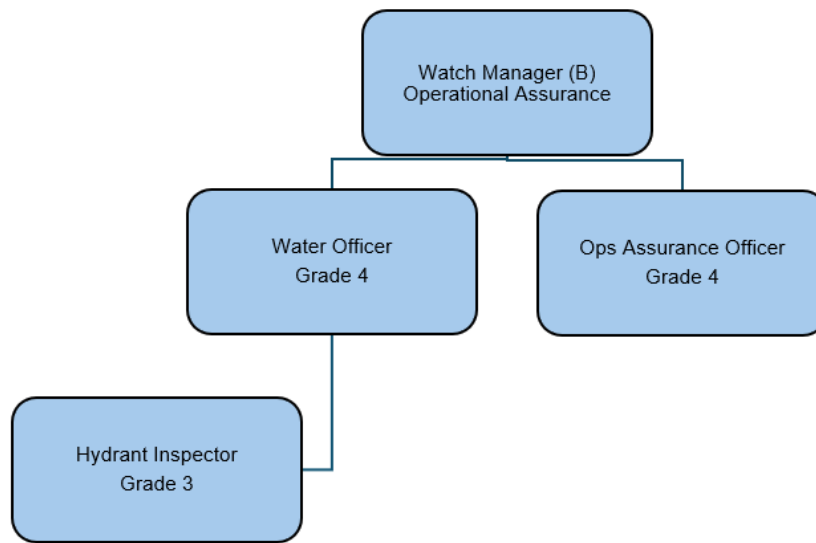 Watch Manager (B)
Operational Assurance
Water Officer
Grade 4
Ops Assurance Officer
Grade 4
Hydrant Inspector
Grade 3